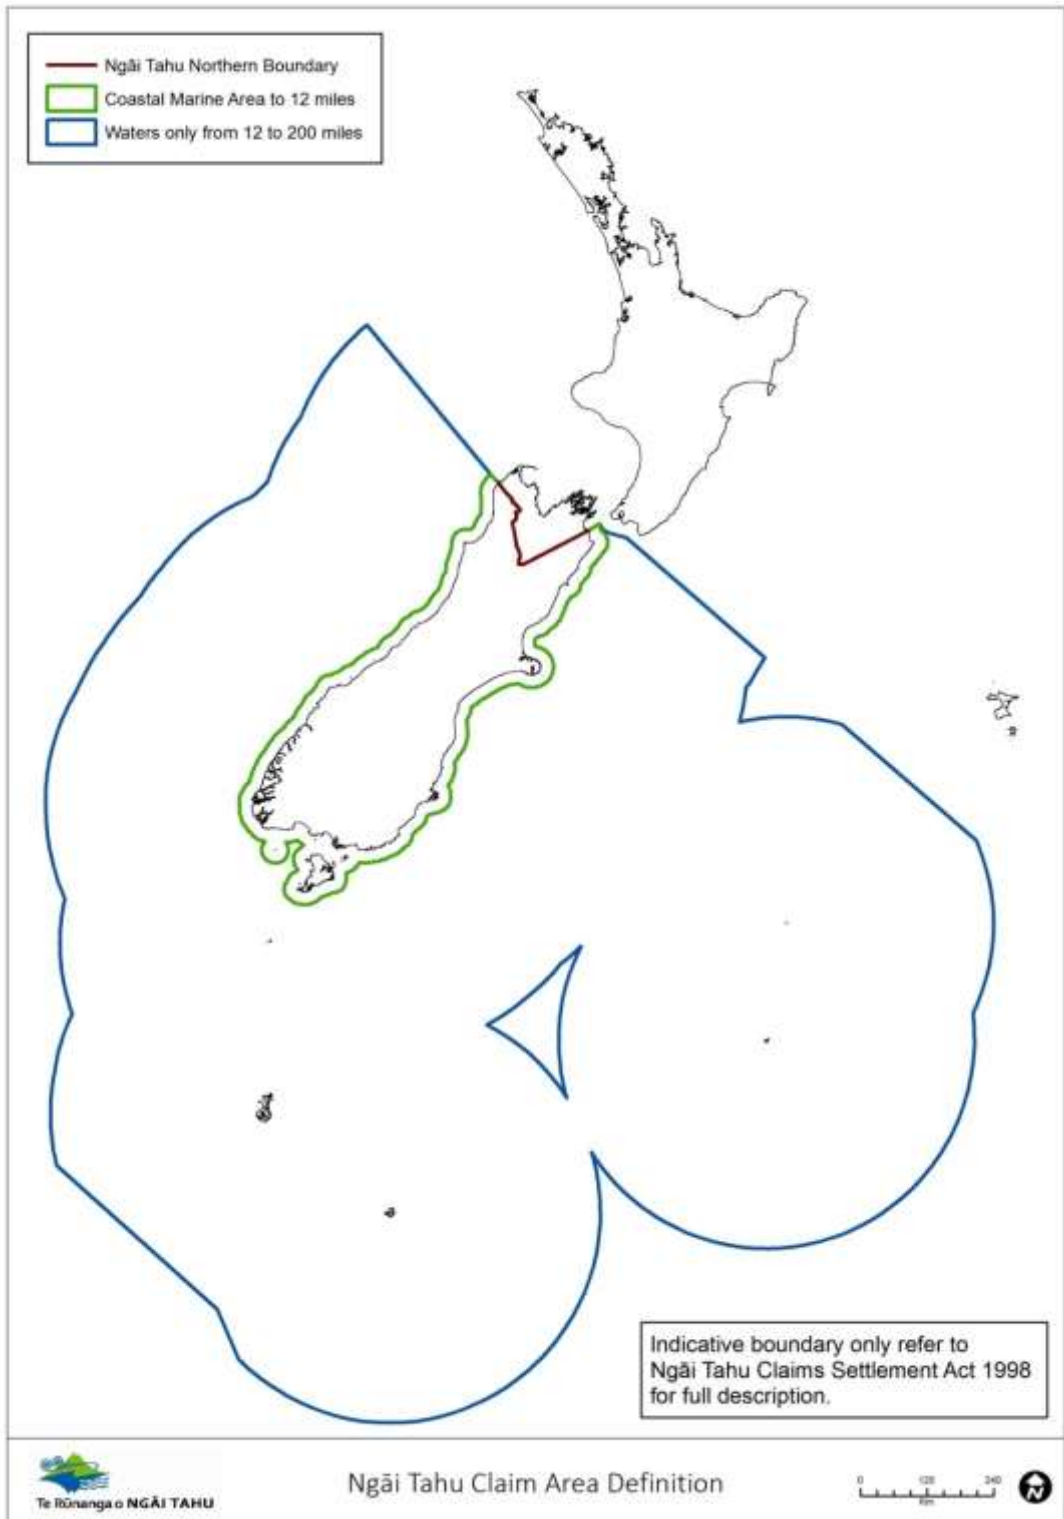 Ngāi Tahu Northern Boundary
Coastal Marine Area to 12 miles
Waters only from 12 to 200 miles
Indicative boundary only refer to
Ngāi Tahu Claims Settlement Act 1998
for full description.
Te Rūnanga o NGĀI TAHU
Ngāi Tahu Claim Area Definition
0 120 240
Km
N